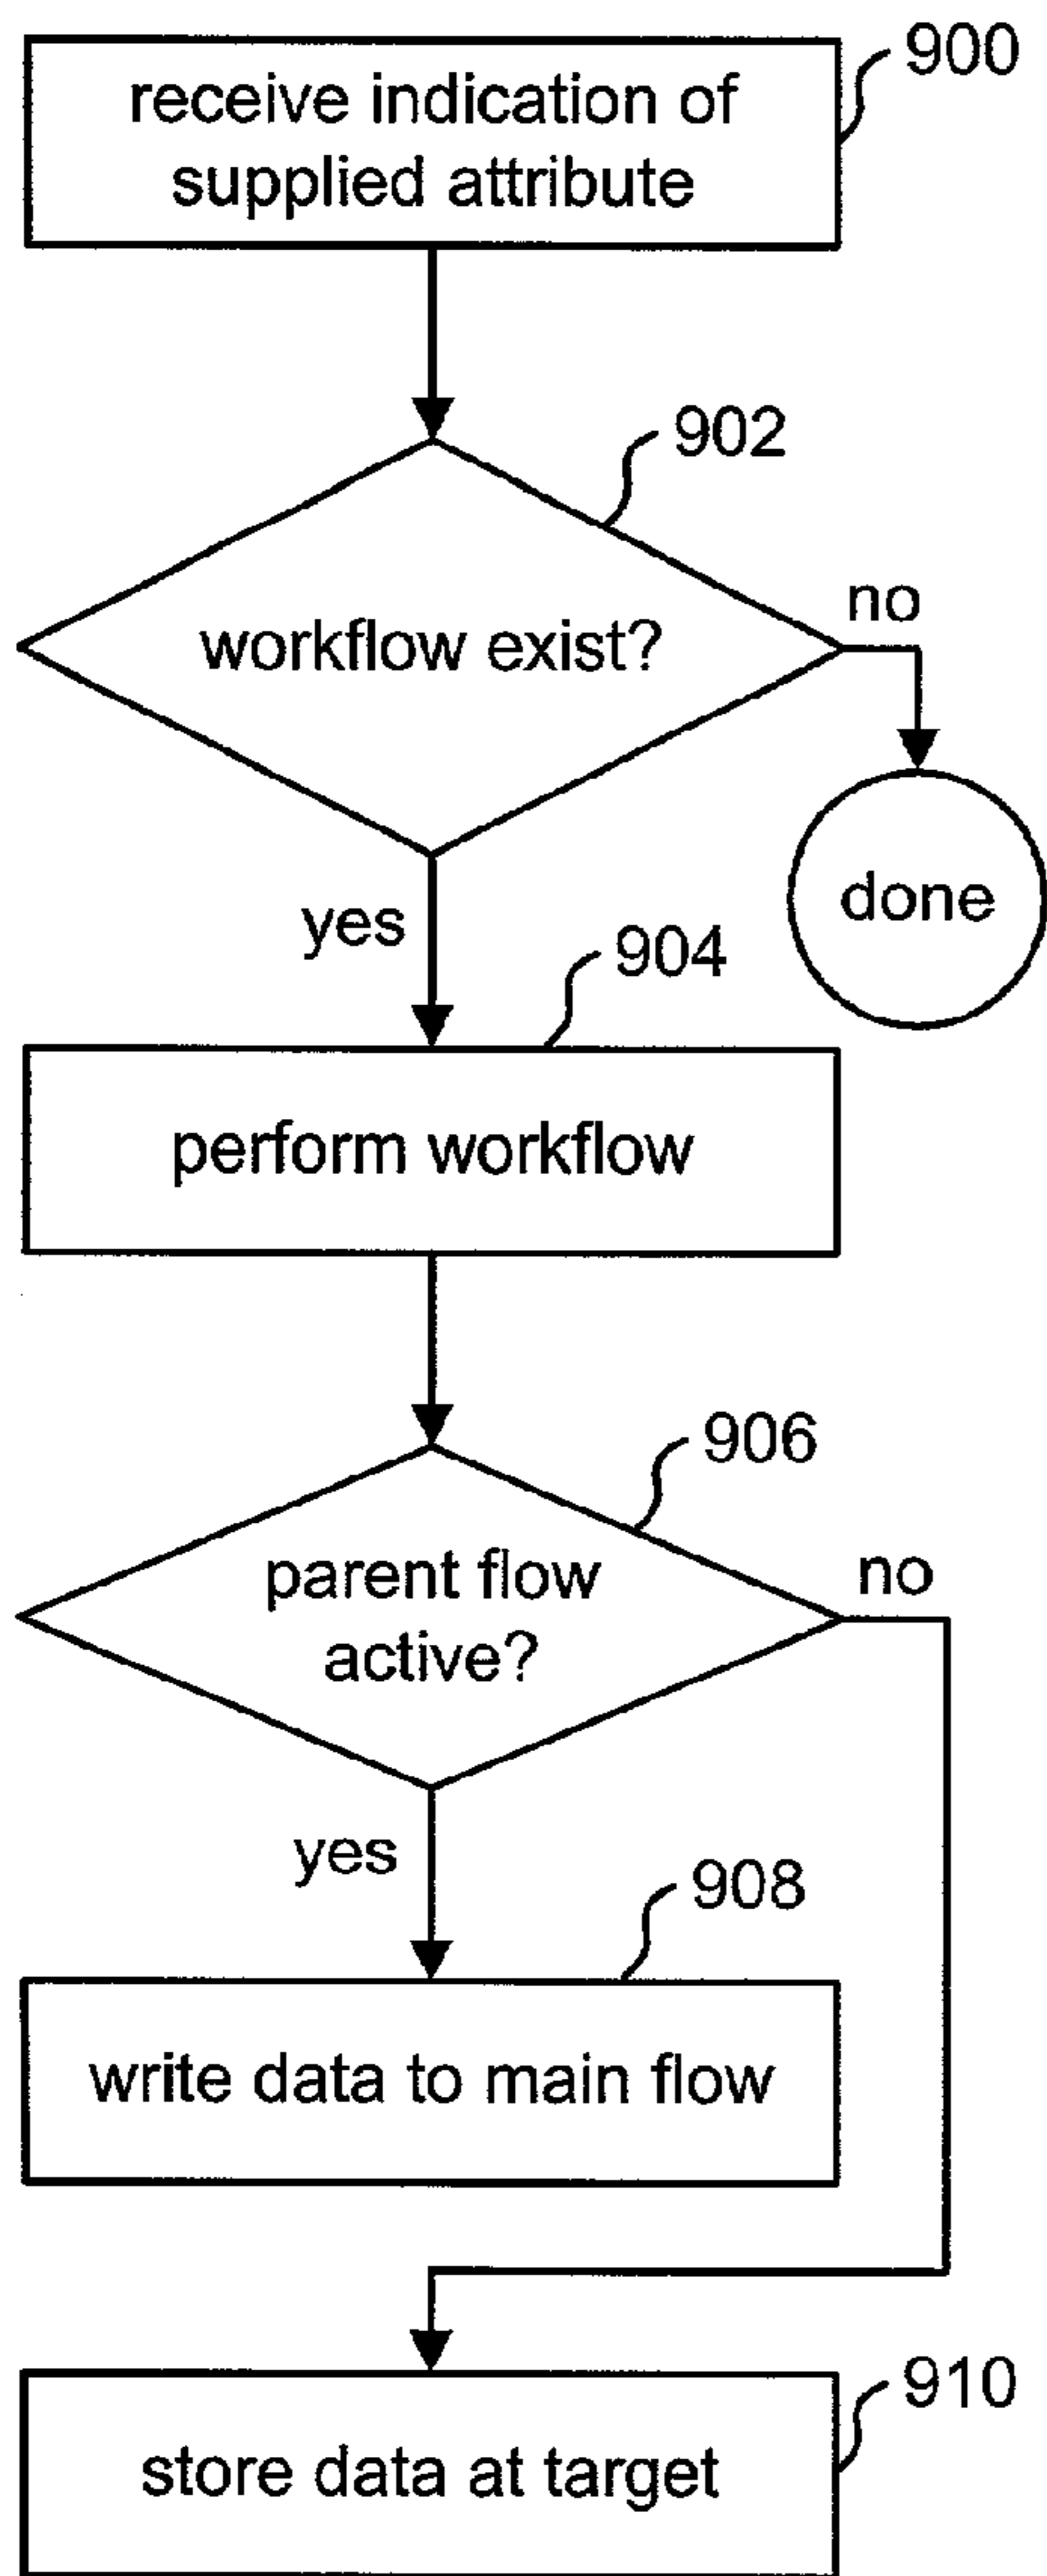 900
receive indication of
supplied attribute
902
workflow exist?
no
done
yes
904
perform workflow
906
parent flow
active?
no
yes
908
write data to main flow
910
store data at target